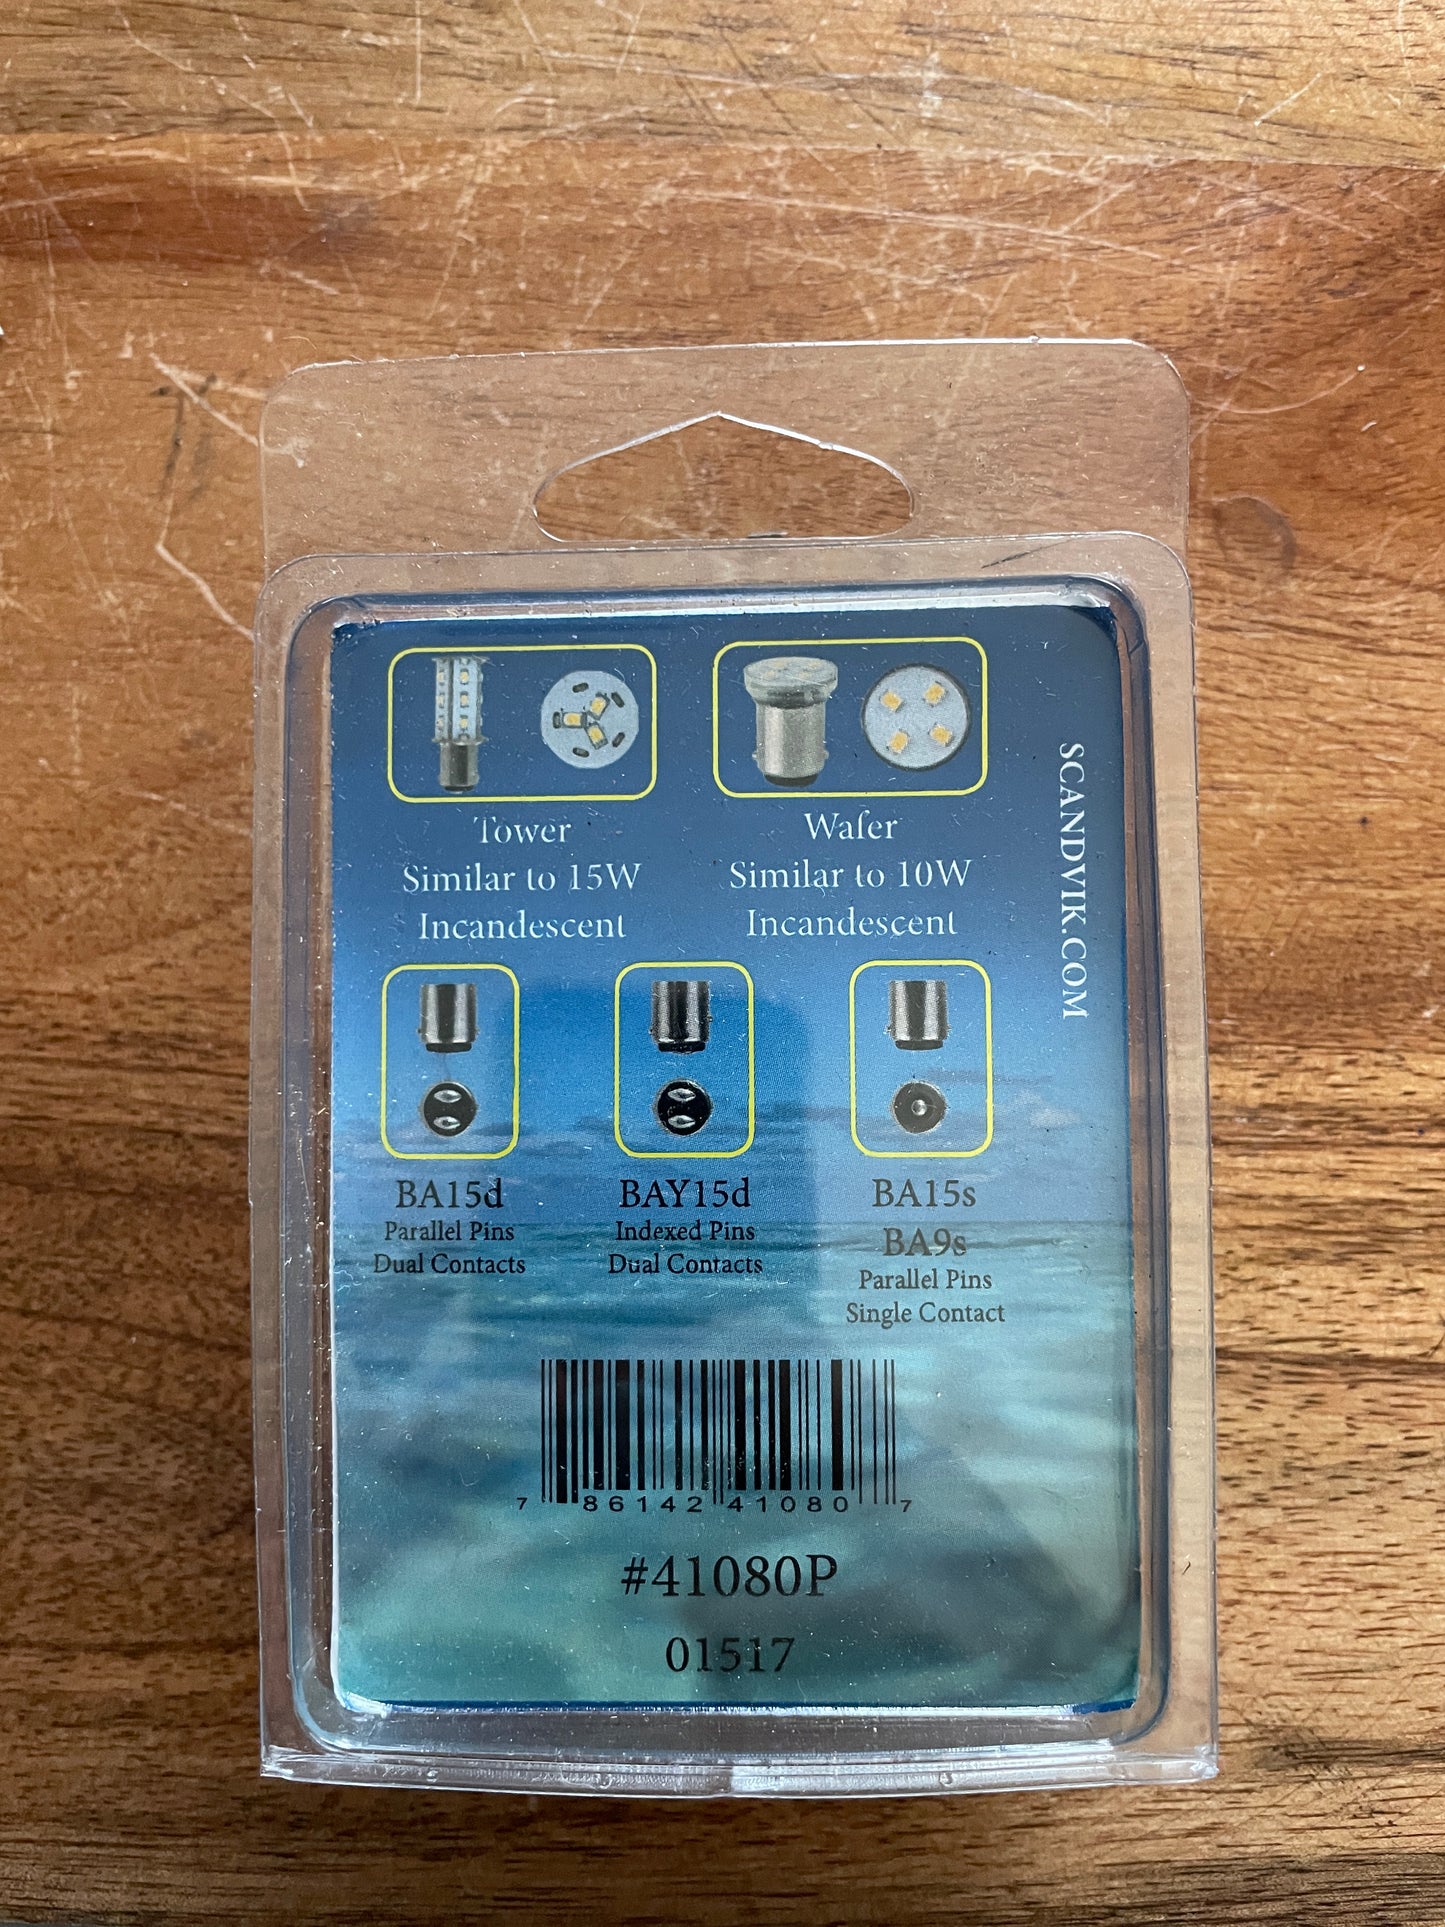 Tower
Similar to 15W
Incandescent
Wafer
Similar to 10W
Incandescent
SCANDVIK.COM
BA15d
Parallel Pins
Dual Contacts
BAY15d
Indexed Pins
Dual Contacts
BA15s
BA9s
Parallel Pins
Single Contact
7 86142 41080 7
#41080P
01517